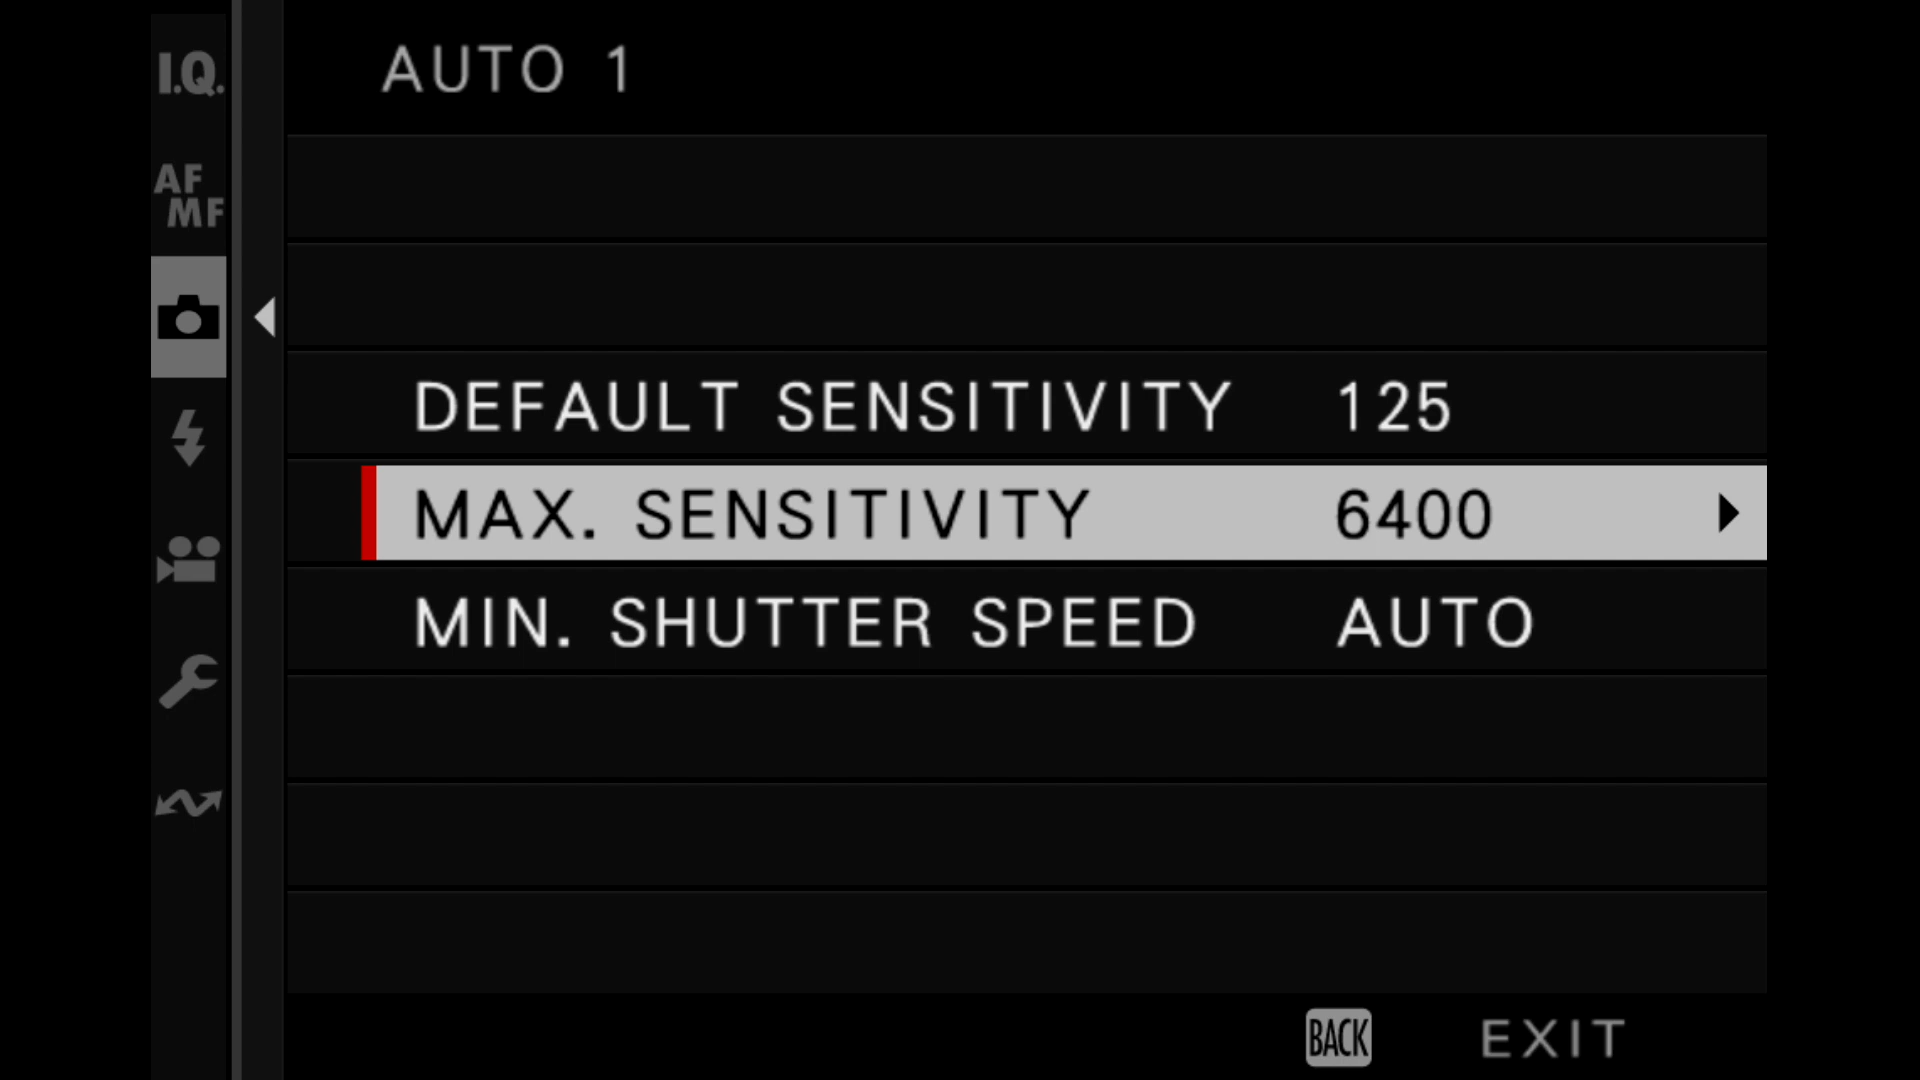 AUTO 1
I.Q.
AF
MF
DEFAULT SENSITIVITY 125
MAX. SENSITIVITY 6400
MIN. SHUTTER SPEED AUTO
BACK EXIT